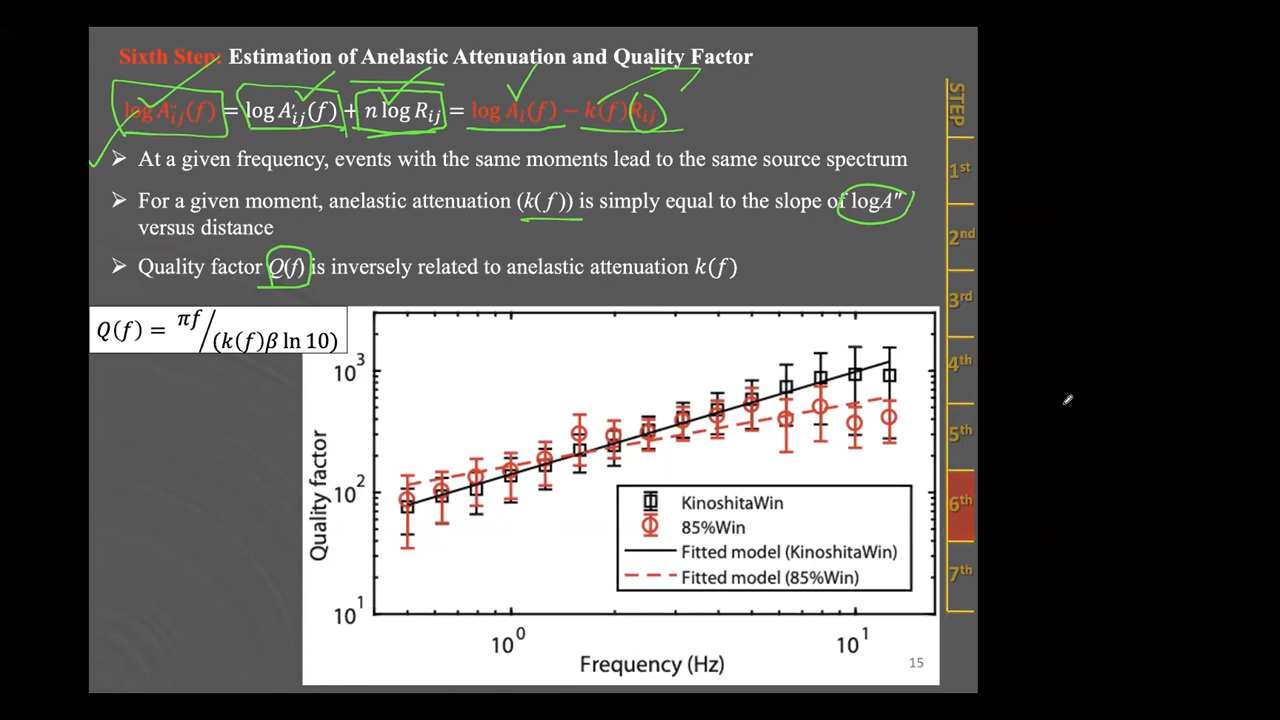 Sixth Step: Estimation of Anelastic Attenuation and Quality Factor
log A″ij(f) = log A′ij(f) + n log Rij = log Ai(f) − k(f)Rij
➢ At a given frequency, events with the same moments lead to the same source spectrum
➢ For a given moment, anelastic attenuation (k(f)) is simply equal to the slope of logA″
versus distance
➢ Quality factor Q(f) is inversely related to anelastic attenuation k(f)
Q(f) = πf/(k(f)β ln 10)
Quality factor
10³
10²
10¹
10⁰
10¹
Frequency (Hz)
KinoshitaWin
85%Win
Fitted model (KinoshitaWin)
Fitted model (85%Win)
15
STEP
1st
2nd
3rd
4th
5th
6th
7th